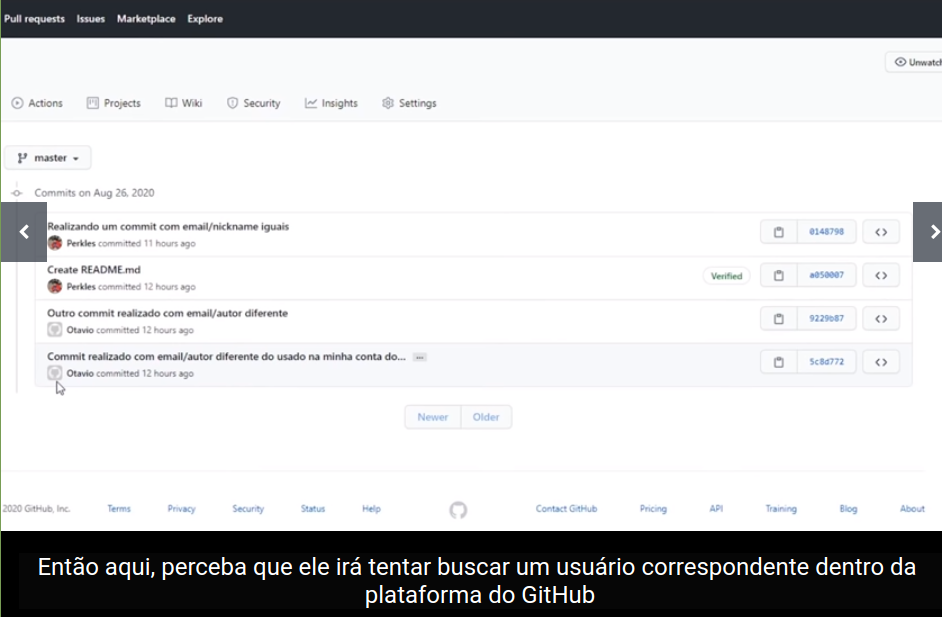 Pull requests Issues Marketplace Explore
Unwatch
Actions Projects Wiki Security Insights Settings
master
Commits on Aug 26, 2020
Realizando um commit com email/nickname iguais
Perkles committed 11 hours ago
0148798
Create README.md
Perkles committed 12 hours ago
Verified
a050007
Outro commit realizado com email/autor diferente
Otavio committed 12 hours ago
9229b87
Commit realizado com email/autor diferente do usado na minha conta do... ...
Otavio committed 12 hours ago
5c8d772
Newer Older
2020 GitHub, Inc. Terms Privacy Security Status Help Contact GitHub Pricing API Training Blog About
Então aqui, perceba que ele irá tentar buscar um usuário correspondente dentro da
plataforma do GitHub